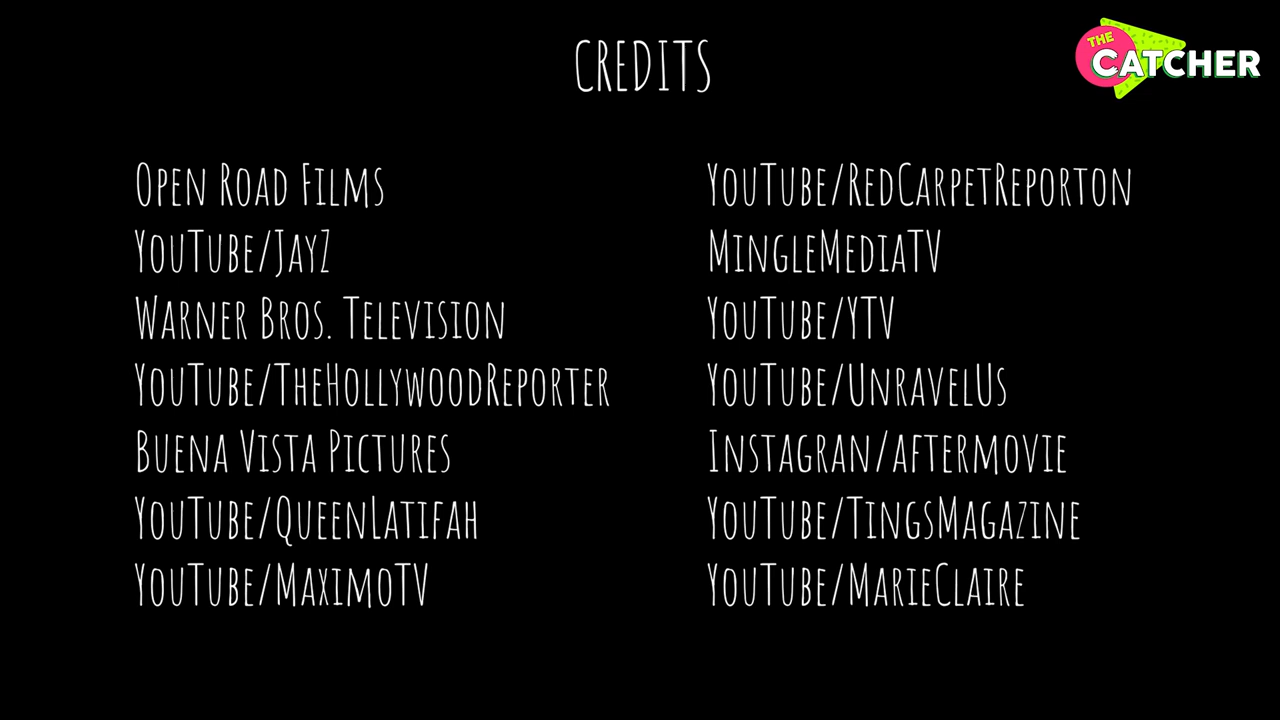 CREDITS
THE
CATCHER
Open Road Films
YouTube/JayZ
Warner Bros. Television
YouTube/TheHollywoodReporter
Buena Vista Pictures
YouTube/QueenLatifah
YouTube/MaximoTV
YouTube/RedCarpetReporton
MingleMediaTV
YouTube/YTV
YouTube/UnravelUs
Instagran/aftermovie
YouTube/TingsMagazine
YouTube/MarieClaire